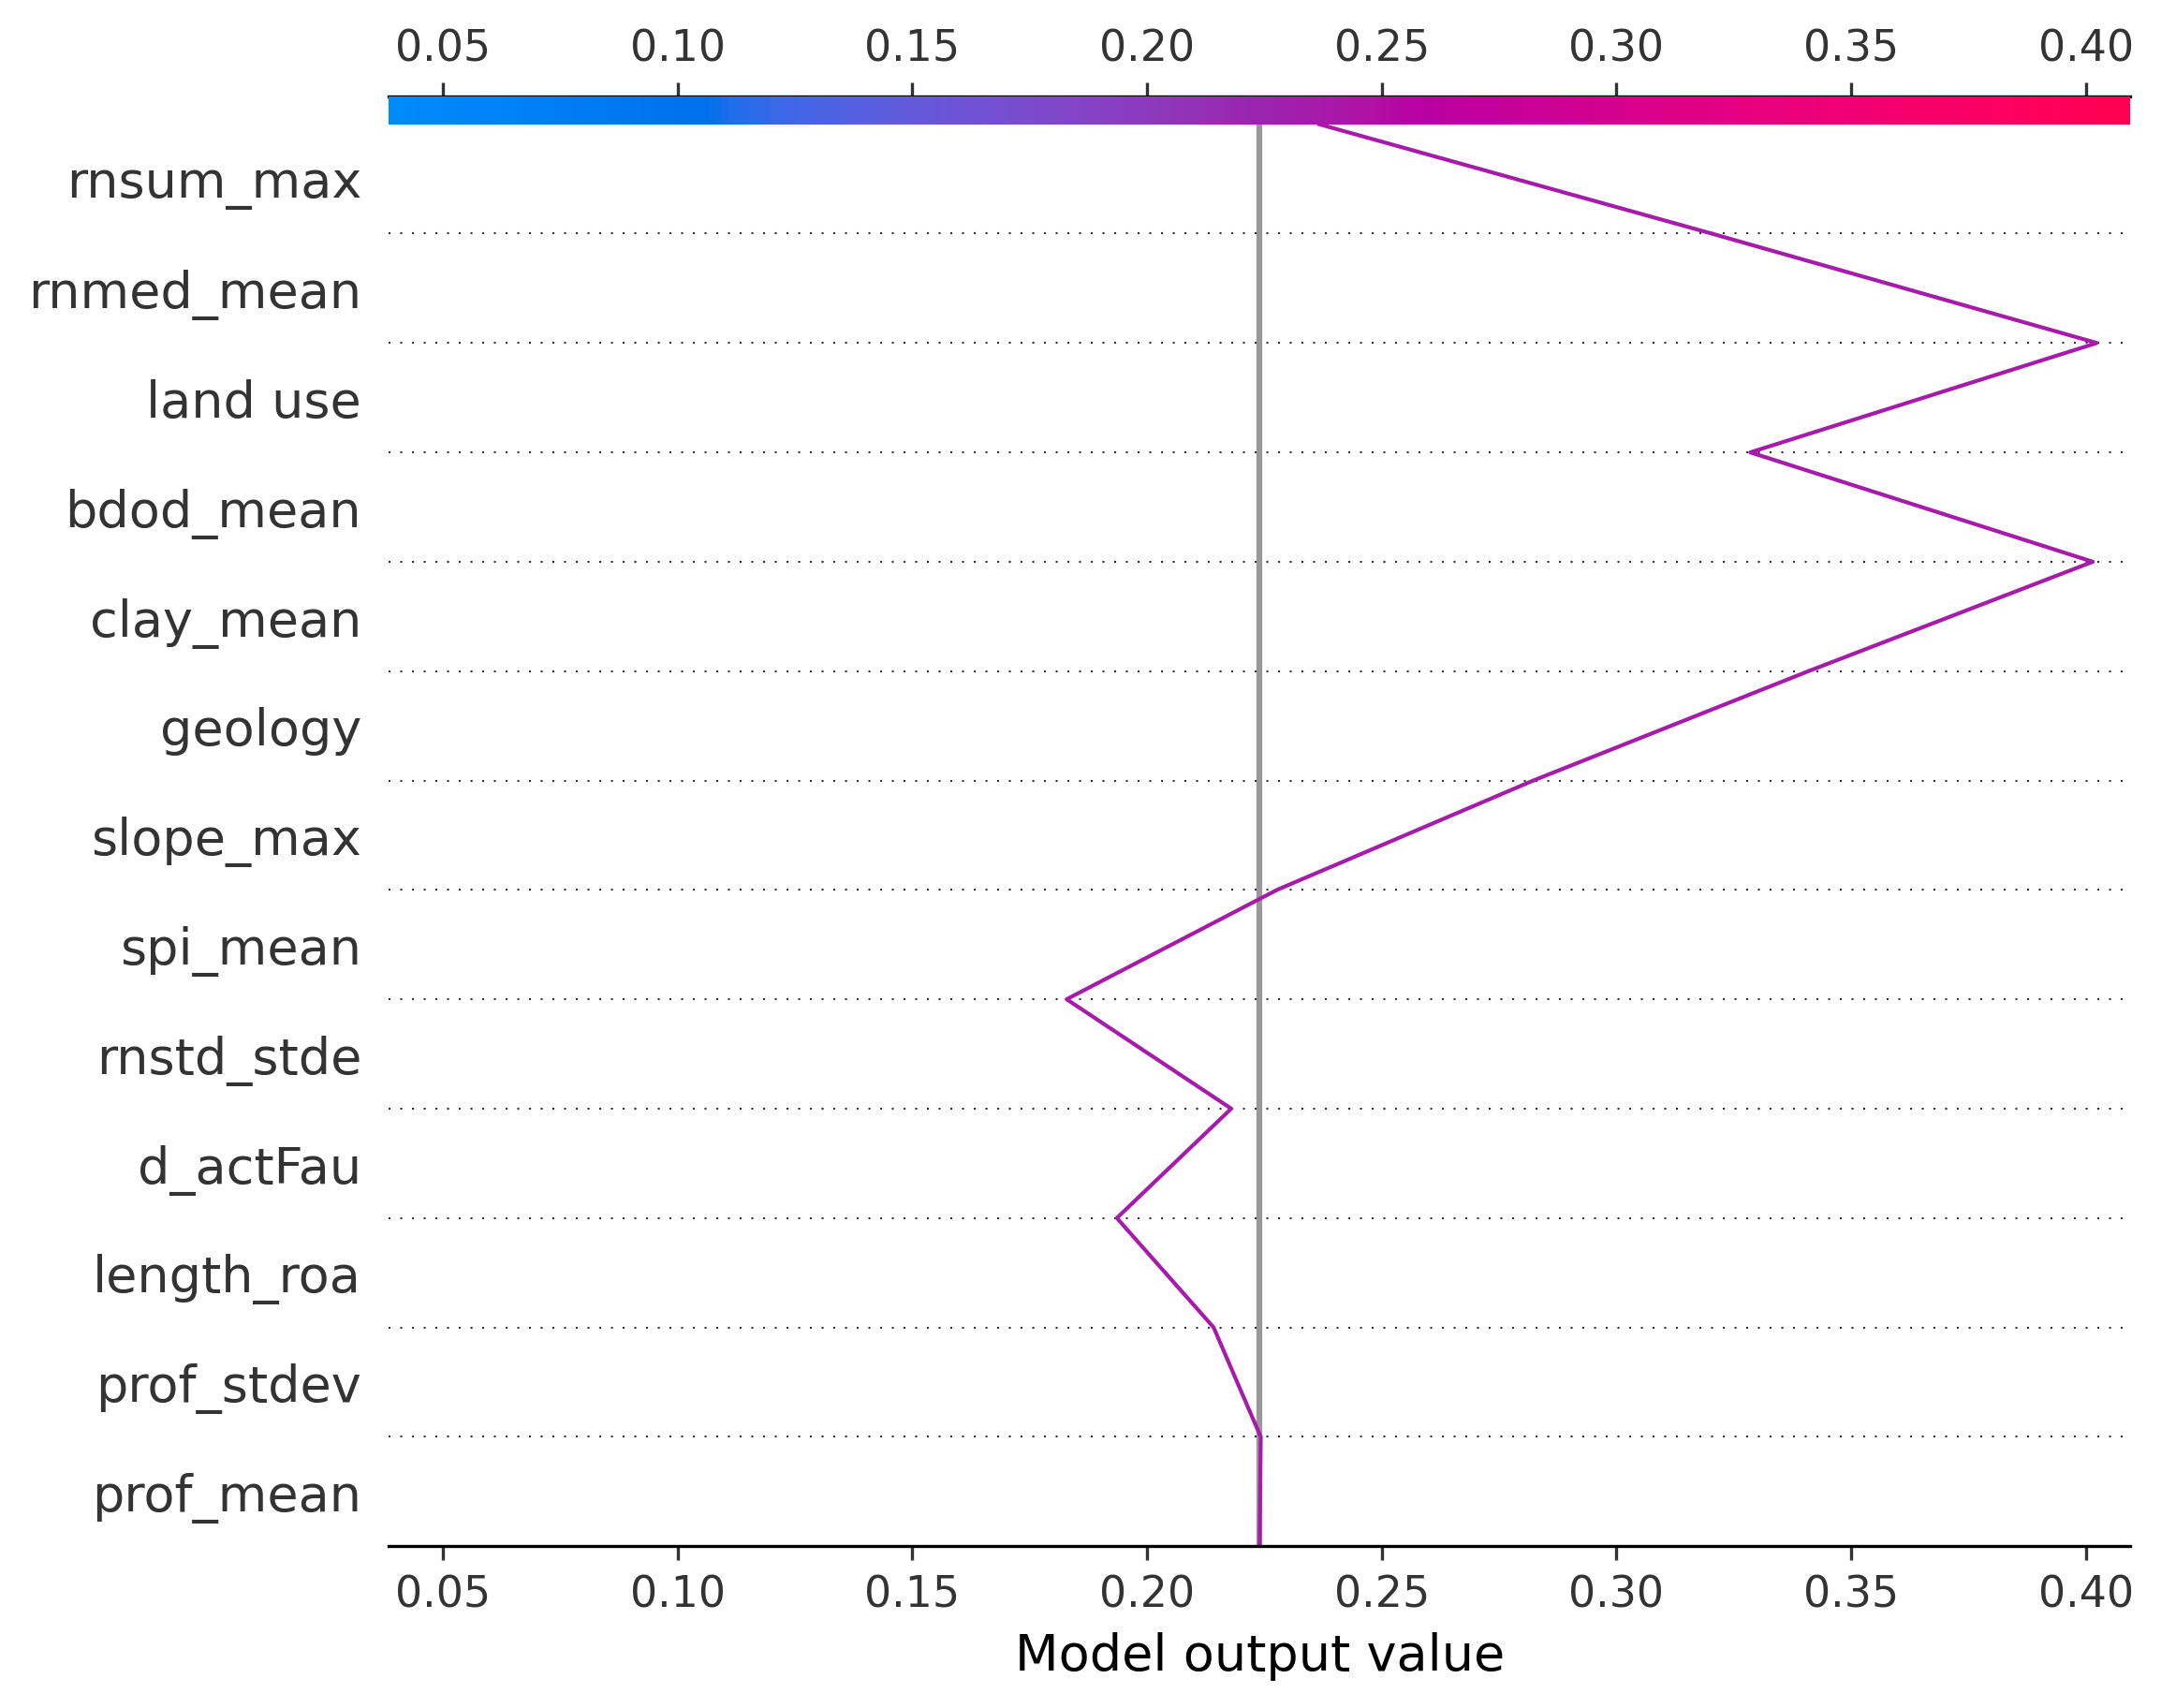 0.05 0.10 0.15 0.20 0.25 0.30 0.35 0.40
rnsum_max
rnmed_mean
land use
bdod_mean
clay_mean
geology
slope_max
spi_mean
rnstd_stde
d_actFau
length_roa
prof_stdev
prof_mean
0.05 0.10 0.15 0.20 0.25 0.30 0.35 0.40
Model output value